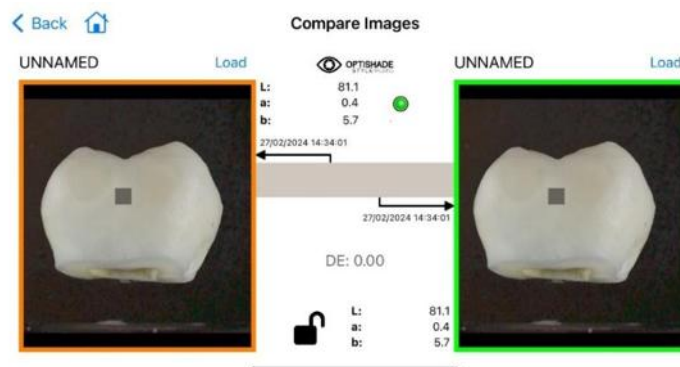 Back
Compare Images
UNNAMED
Load
OPTISHADE
UNNAMED
Load
L: 81.1
a: 0.4
b: 5.7
27/02/2024 14:34:01
27/02/2024 14:34:01
DE: 0.00
L: 81.1
a: 0.4
b: 5.7